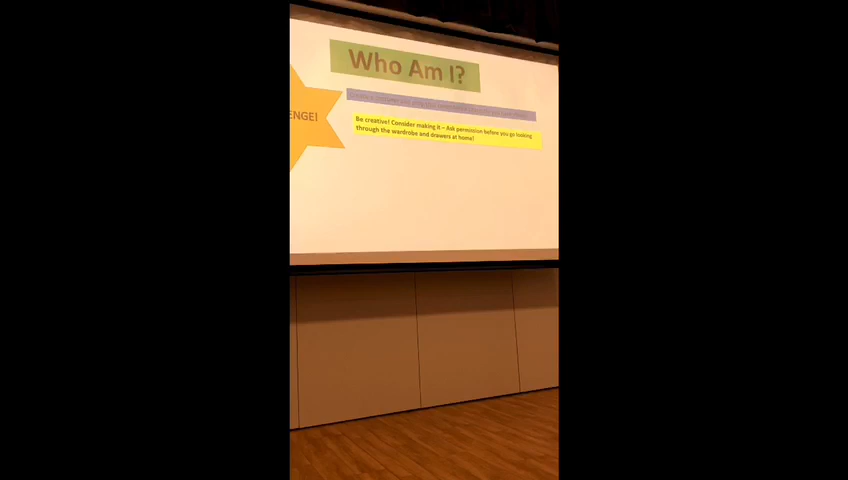 Who Am I?
ENGE!
Be creative! Consider making it – Ask permission before you go looking
through the wardrobe and drawers at home!